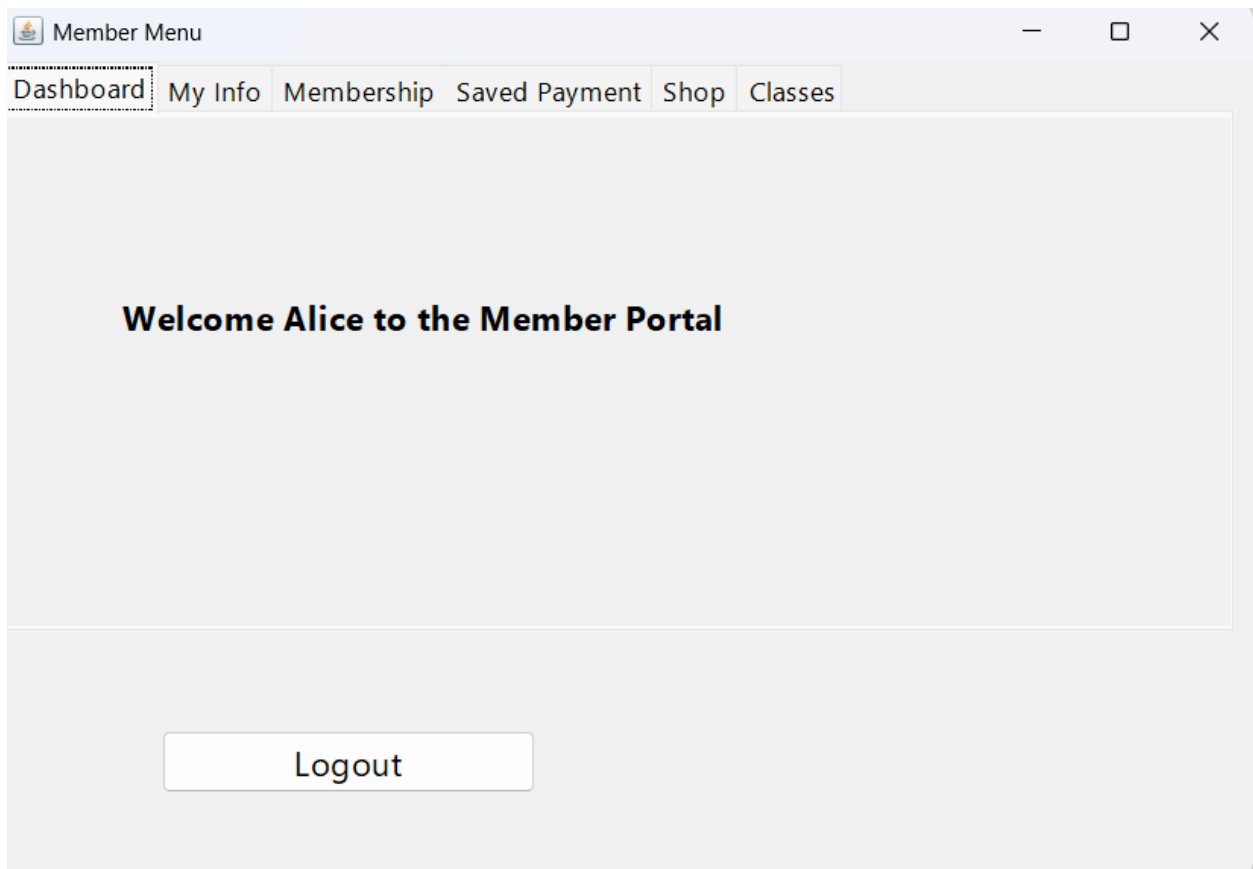 Member Menu
Dashboard My Info Membership Saved Payment Shop Classes
Welcome Alice to the Member Portal
Logout